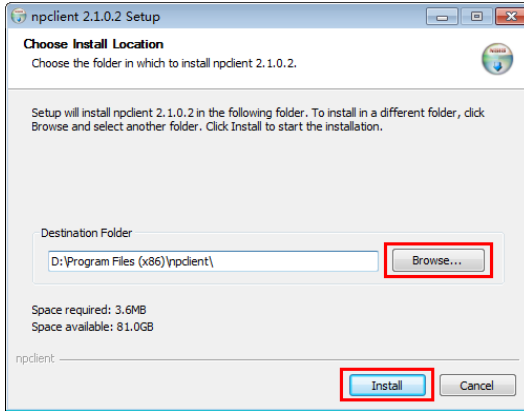 npclient 2.1.0.2 Setup
Choose Install Location
Choose the folder in which to install npclient 2.1.0.2.
Setup will install npclient 2.1.0.2 in the following folder. To install in a different folder, click
Browse and select another folder. Click Install to start the installation.
Destination Folder
D:\Program Files (x86)\npclient\
Browse...
Space required: 3.6MB
Space available: 81.0GB
npclient
Install
Cancel